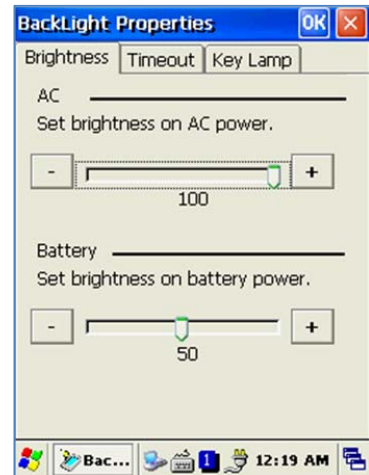 BackLight Properties OK
Brightness Timeout Key Lamp
AC
Set brightness on AC power.
- +
100
Battery
Set brightness on battery power.
- +
50
Bac... 1 12:19 AM